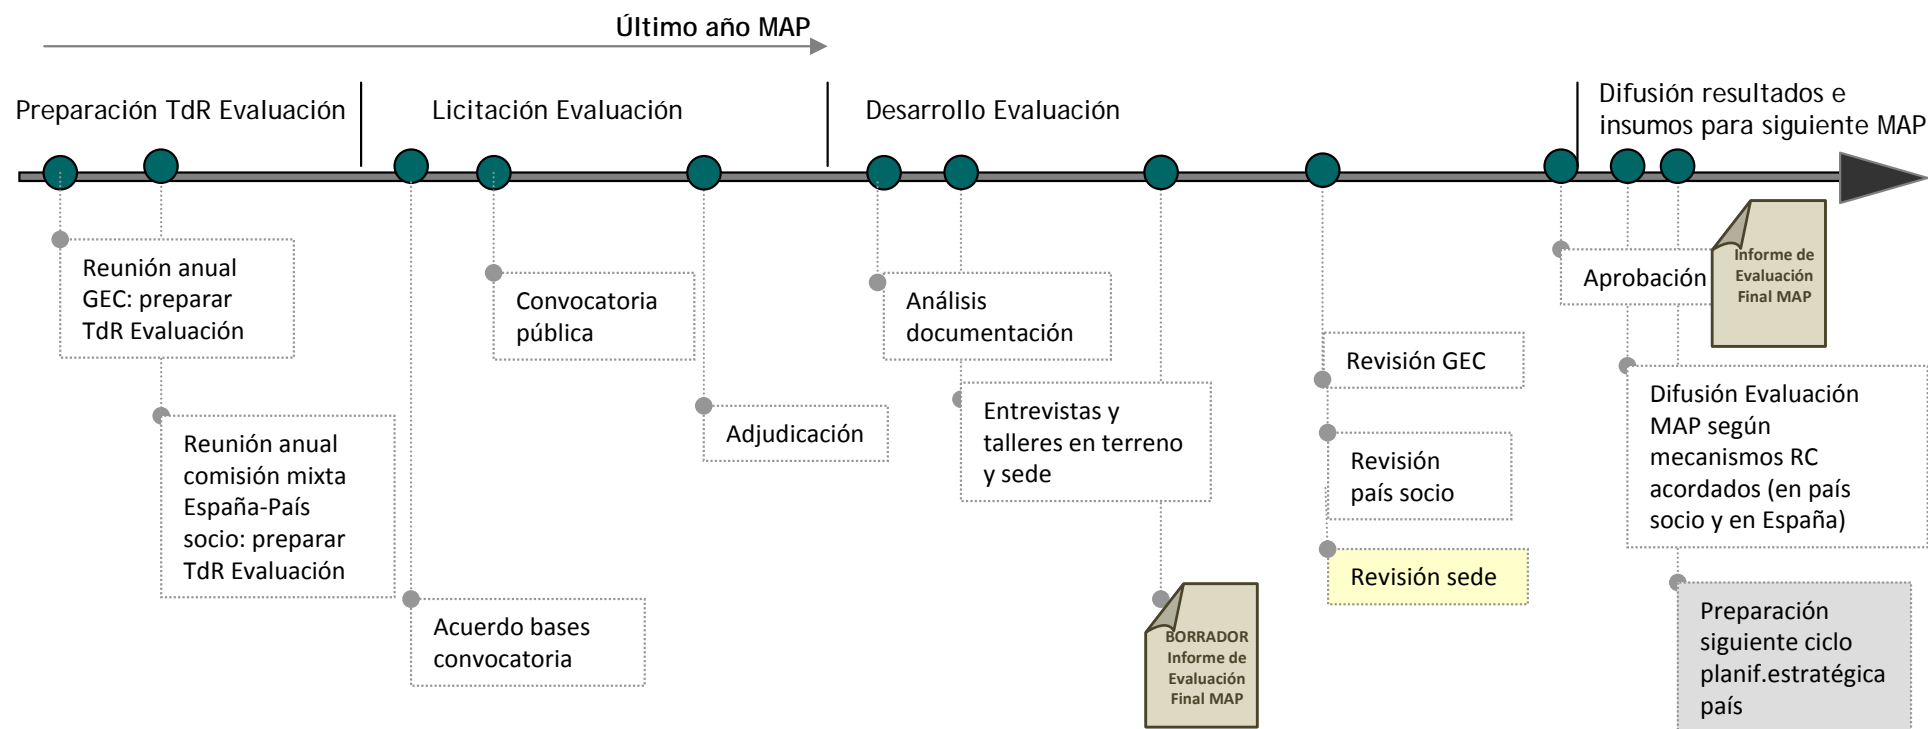 Último año MAP
Preparación TdR Evaluación
Licitación Evaluación
Desarrollo Evaluación
Difusión resultados e
insumos para siguiente MAP
Reunión anual
GEC: preparar
TdR Evaluación
Reunión anual
comisión mixta
España-País
socio: preparar
TdR Evaluación
Acuerdo bases
convocatoria
Convocatoria
pública
Adjudicación
Análisis
documentación
Entrevistas y
talleres en terreno
y sede
BORRADOR
Informe de
Evaluación
Final MAP
Revisión GEC
Revisión
país socio
Revisión sede
Aprobación
Informe de
Evaluación
Final MAP
Difusión Evaluación
MAP según
mecanismos RC
acordados (en país
socio y en España)
Preparación
siguiente ciclo
planif.estratégica
país